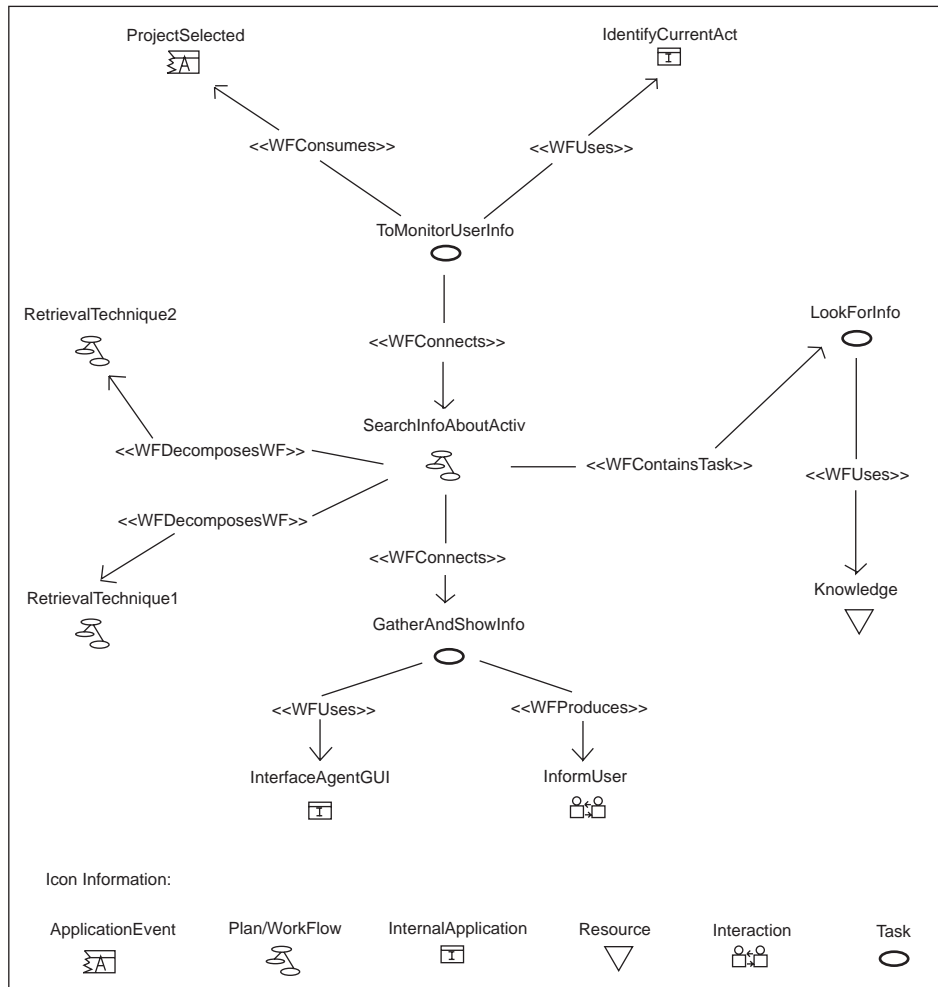 ProjectSelected
A
IdentifyCurrentAct
I
<<WFConsumes>>
<<WFUses>>
ToMonitorUserInfo
RetrievalTechnique2
LookForInfo
<<WFConnects>>
SearchInfoAboutActiv
<<WFDecomposesWF>>
<<WFContainsTask>>
<<WFUses>>
<<WFDecomposesWF>>
<<WFConnects>>
RetrievalTechnique1
Knowledge
GatherAndShowInfo
<<WFUses>>
<<WFProduces>>
InterfaceAgentGUI
I
InformUser
Icon Information:
ApplicationEvent
A
Plan/WorkFlow
InternalApplication
I
Resource
Interaction
Task